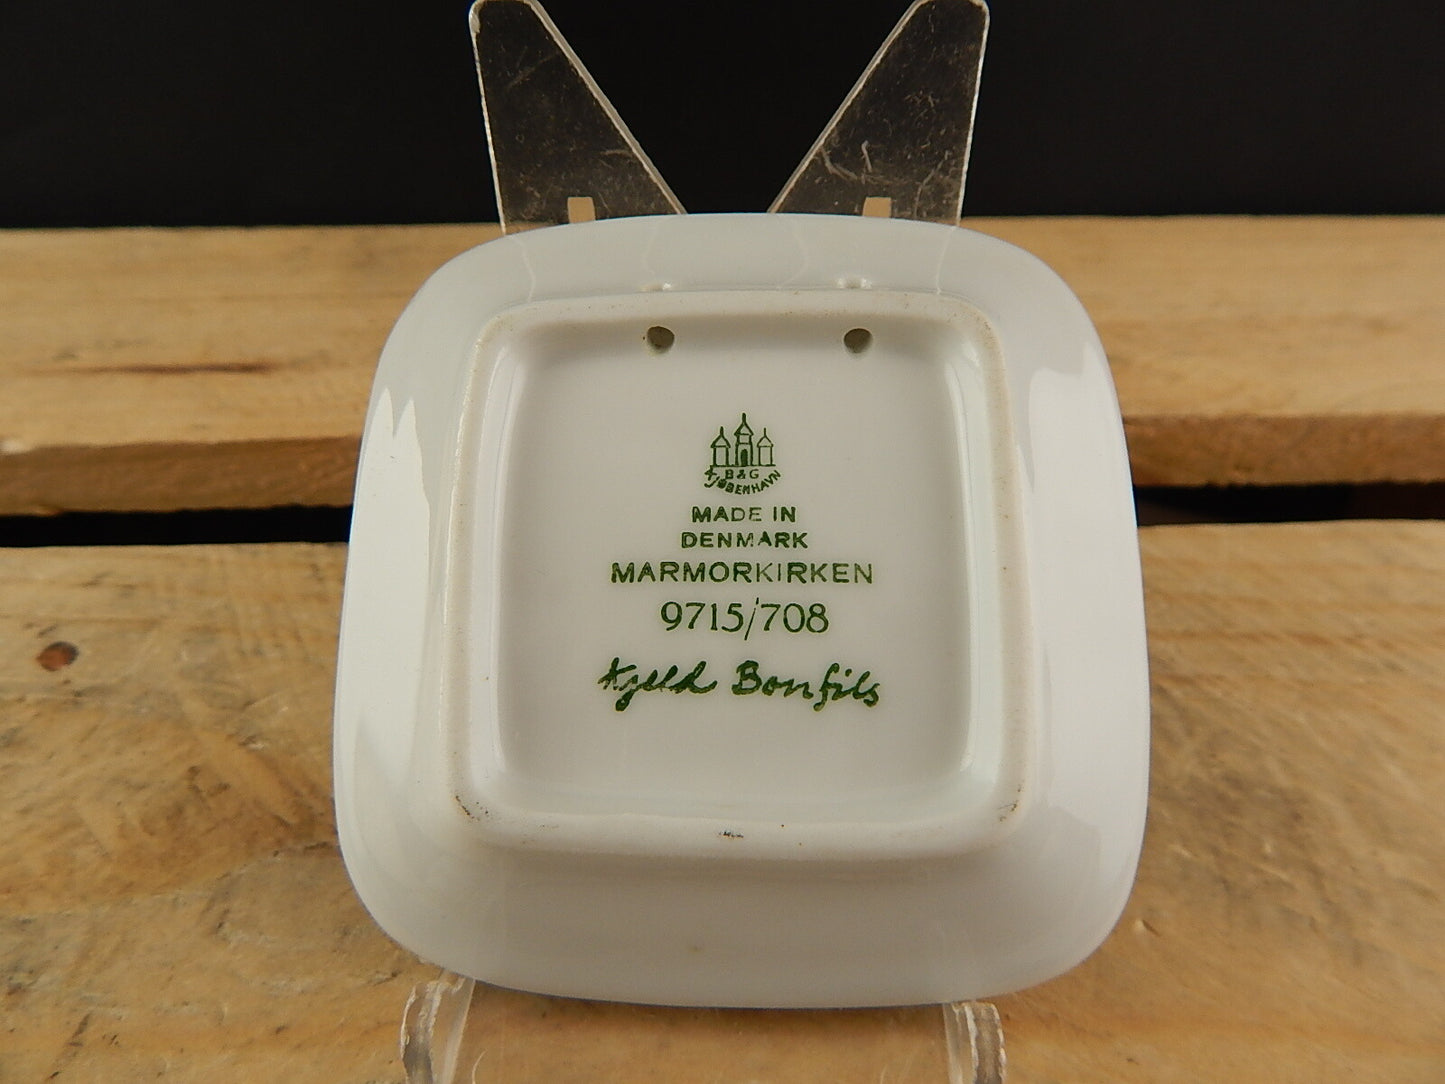 B&G
KJØBENHAVN
MADE IN
DENMARK
MARMORKIRKEN
9715/708
Kjeld Bonfils